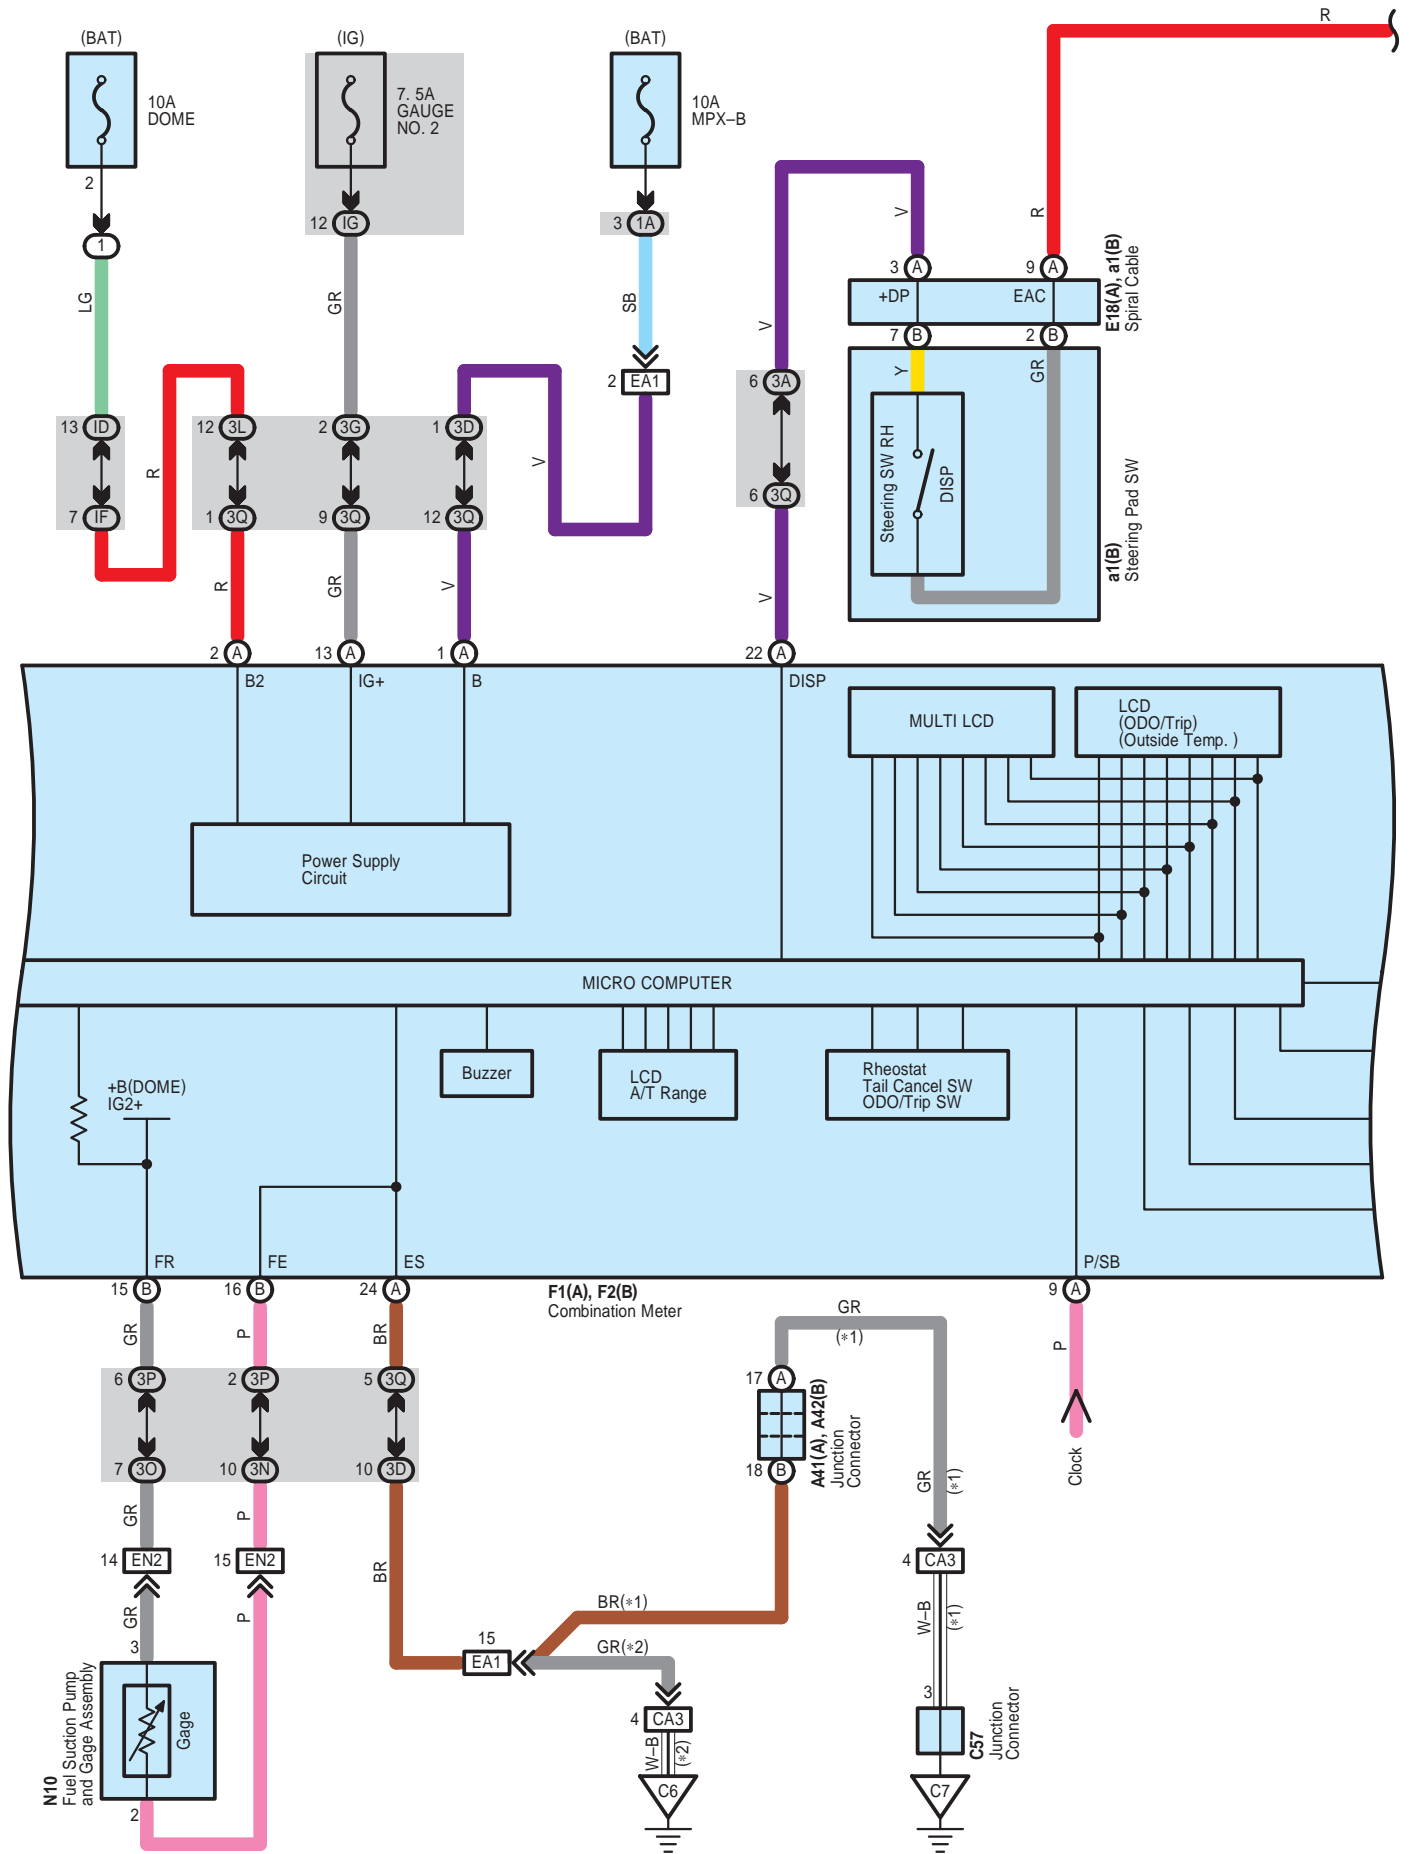 (BAT)
(IG)
(BAT)
R
10A
DOME
7. 5A
GAUGE
NO. 2
10A
MPX–B
2
1
12 IG
3 1A
LG
GR
SB
V
V
R
3 A
9 A
+DP
EAC
E18(A), a1(B)
Spiral Cable
7 B
2 B
Y
GR
Steering SW RH
DISP
a1(B)
Steering Pad SW
2 EA1
6 3A
6 3Q
13 ID
7 IF
R
12 3L
2 3G
1 3D
V
1 3Q
9 3Q
12 3Q
R
GR
V
V
2 A
13 A
1 A
22 A
B2
IG+
B
DISP
MULTI LCD
LCD
(ODO/Trip)
(Outside Temp. )
Power Supply
Circuit
MICRO COMPUTER
+B(DOME)
IG2+
Buzzer
LCD
A/T Range
Rheostat
Tail Cancel SW
ODO/Trip SW
FR
FE
ES
P/SB
15 B
16 B
24 A
F1(A), F2(B)
Combination Meter
9 A
GR
P
BR
GR
(*1)
P
6 3P
2 3P
5 3Q
17 A
A41(A), A42(B)
Junction
Connector
18 B
Clock
7 3O
10 3N
10 3D
GR
P
GR
(*1)
14 EN2
15 EN2
BR
4 CA3
GR
P
BR(*1)
W–B
(*1)
15
EA1
GR(*2)
3
N10
Fuel Suction Pump
and Gage Assembly
Gage
2
4 CA3
W–B
(*2)
C6
3
C57
Junction
Connector
C7